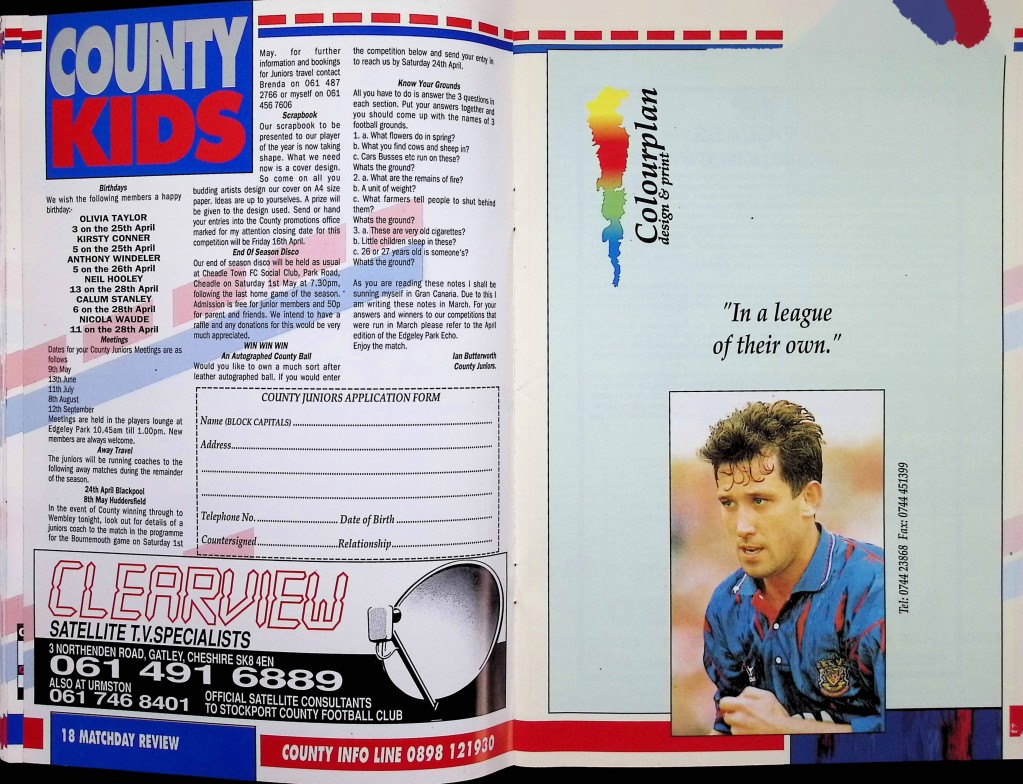 COUNTY
KIDS
Birthdays
We wish the following members a happy
birthday:-
OLIVIA TAYLOR
3 on the 25th April
KIRSTY CONNER
5 on the 25th April
ANTHONY WINDELER
5 on the 26th April
NEIL HOOLEY
13 on the 28th April
CALUM STANLEY
6 on the 28th April
NICOLA WAUDE
11 on the 28th April
Meetings
Dates for your County Juniors Meetings are as
follows
9th May
13th June
11th July
8th August
12th September
Meetings are held in the players lounge at
Edgeley Park 10.45am till 1.00pm. New
members are always welcome.
Away Travel
The juniors will be running coaches to the
following away matches during the remainder
of the season.
24th April Blackpool
8th May Huddersfield
In the event of County winning through to
Wembley tonight, look out for details of a
juniors coach to the match in the programme
for the Bournemouth game on Saturday 1st
May. for further
information and bookings
for Juniors travel contact
Brenda on 061 487
2766 or myself on 061
456 7606
Scrapbook
Our scrapbook to be
presented to our player
of the year is now taking
shape. What we need
now is a cover design.
So come on all you
budding artists design our cover on A4 size
paper. Ideas are up to yourselves. A prize will
be given to the design used. Send or hand
your entries into the County promotions office
marked for my attention closing date for this
competition will be Friday 16th April.
End Of Season Disco
Our end of season disco will be held as usual
at Cheadle Town FC Social Club, Park Road,
Cheadle on Saturday 1st May at 7.30pm,
following the last home game of the season.
Admission is free for junior members and 50p
for parent and friends. We intend to have a
raffle and any donations for this would be very
much appreciated.
WIN WIN WIN
An Autographed County Ball
Would you like to own a much sort after
leather autographed ball. if you would enter
the competition below and send your entry in
to reach us by Saturday 24th April.
Know Your Grounds
All you have to do is answer the 3 questions in
each section. Put your answers together and
you should come up with the names of 3
football grounds.
1. a. What flowers do in spring?
b. What you find cows and sheep in?
c. Cars Busses etc run on these?
Whats the ground?
2. a. What are the remains of fire?
b. A unit of weight?
c. What farmers tell people to shut behind
them?
Whats the ground?
3. a. These are very old cigarettes?
b. Little children sleep in these?
c. 26 or 27 years old is someone's?
Whats the ground?
As you are reading these notes I shall be
sunning myself in Gran Canaria. Due to this I
am writing these notes in March. For your
answers and winners to our competitions that
were run in March please refer to the April
edition of the Edgeley Park Echo.
Enjoy the match.
Ian Butterworth
County Juniors.
COUNTY JUNIORS APPLICATION FORM
Name (BLOCK CAPITALS)
Address
Telephone No. Date of Birth
Countersigned Relationship
CLEARVIEW
SATELLITE T.V.SPECIALISTS
3 NORTHENDEN ROAD, GATLEY, CHESHIRE SK8 4EN
061 491 6889
ALSO AT URMSTON
061 746 8401
OFFICIAL SATELLITE CONSULTANTS
TO STOCKPORT COUNTY FOOTBALL CLUB
18 MATCHDAY REVIEW
COUNTY INFO LINE 0898 121930
Colourplan
design & print
"In a league
of their own."
Tel: 0744 23868 Fax: 0744 451399